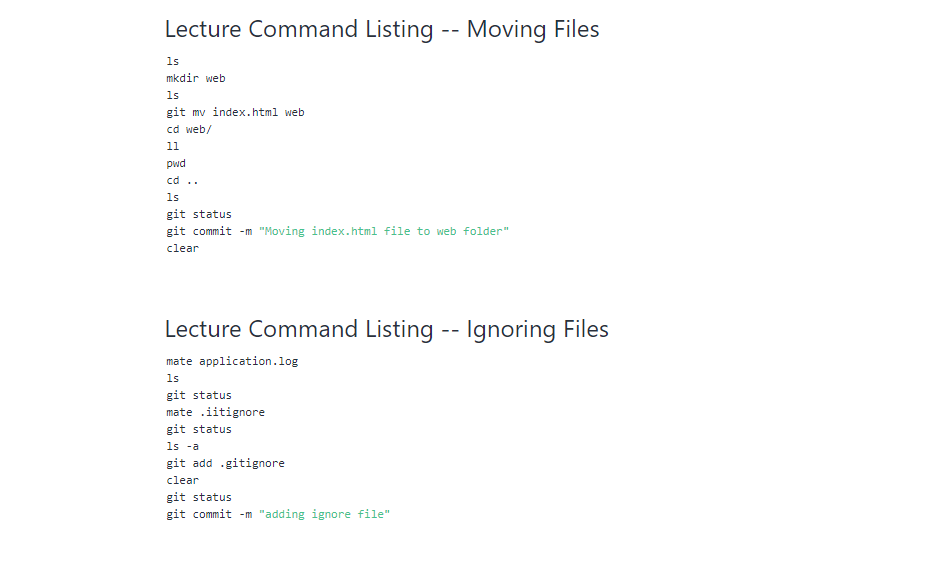 Lecture Command Listing -- Moving Files
ls
mkdir web
ls
git mv index.html web
cd web/
ll
pwd
cd ..
ls
git status
git commit -m "Moving index.html file to web folder"
clear
Lecture Command Listing -- Ignoring Files
mate application.log
ls
git status
mate .iitignore
git status
ls -a
git add .gitignore
clear
git status
git commit -m "adding ignore file"